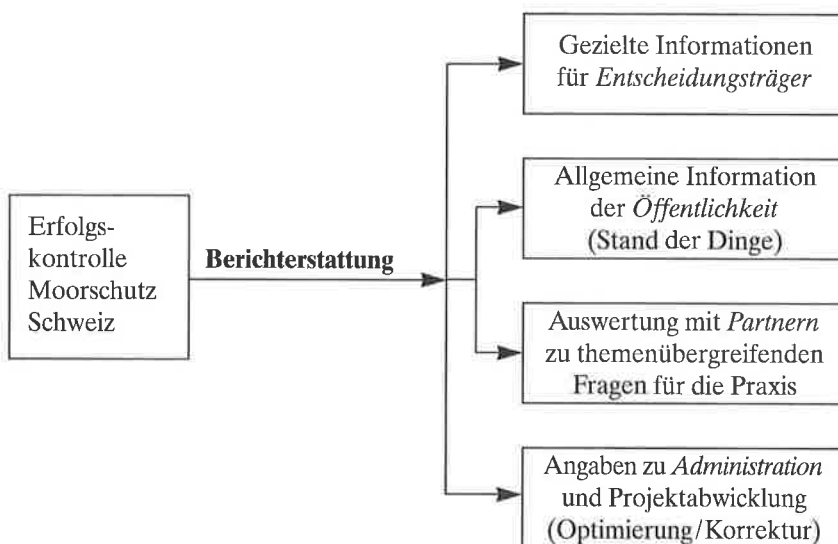 Erfolgs-
kontrolle
Moorschutz
Schweiz
Berichterstattung
Gezielte Informationen
für Entscheidungsträger
Allgemeine Information
der Öffentlichkeit
(Stand der Dinge)
Auswertung mit Partnern
zu themenübergreifenden
Fragen für die Praxis
Angaben zu Administration
und Projektabwicklung
(Optimierung/Korrektur)